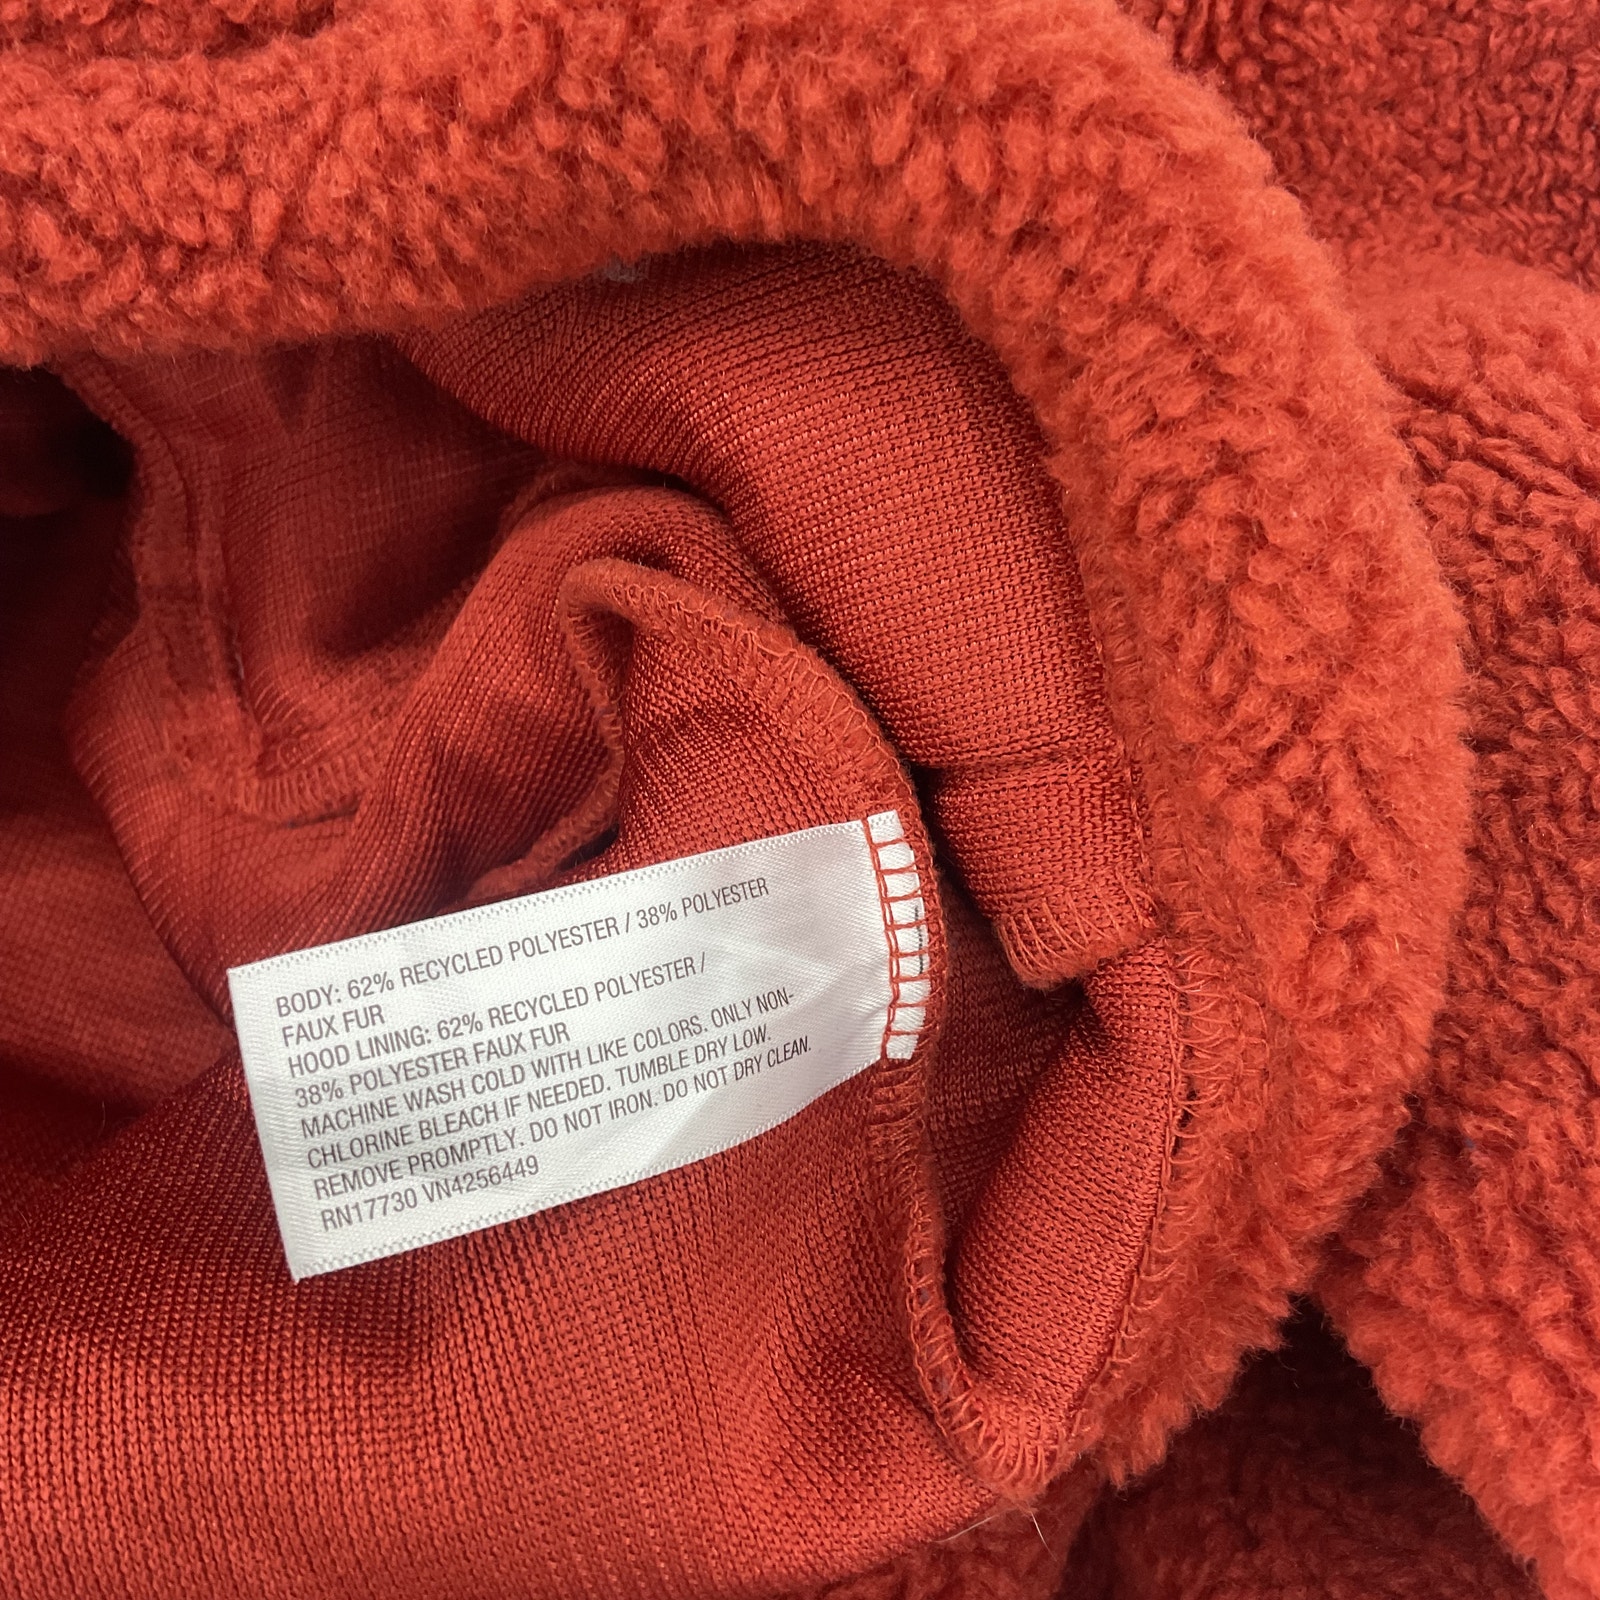 BODY: 62% RECYCLED POLYESTER / 38% POLYESTER
FAUX FUR
HOOD LINING: 62% RECYCLED POLYESTER /
38% POLYESTER FAUX FUR
MACHINE WASH COLD WITH LIKE COLORS. ONLY NON-
CHLORINE BLEACH IF NEEDED. TUMBLE DRY LOW.
REMOVE PROMPTLY. DO NOT IRON. DO NOT DRY CLEAN.
RN17730 VN4256449